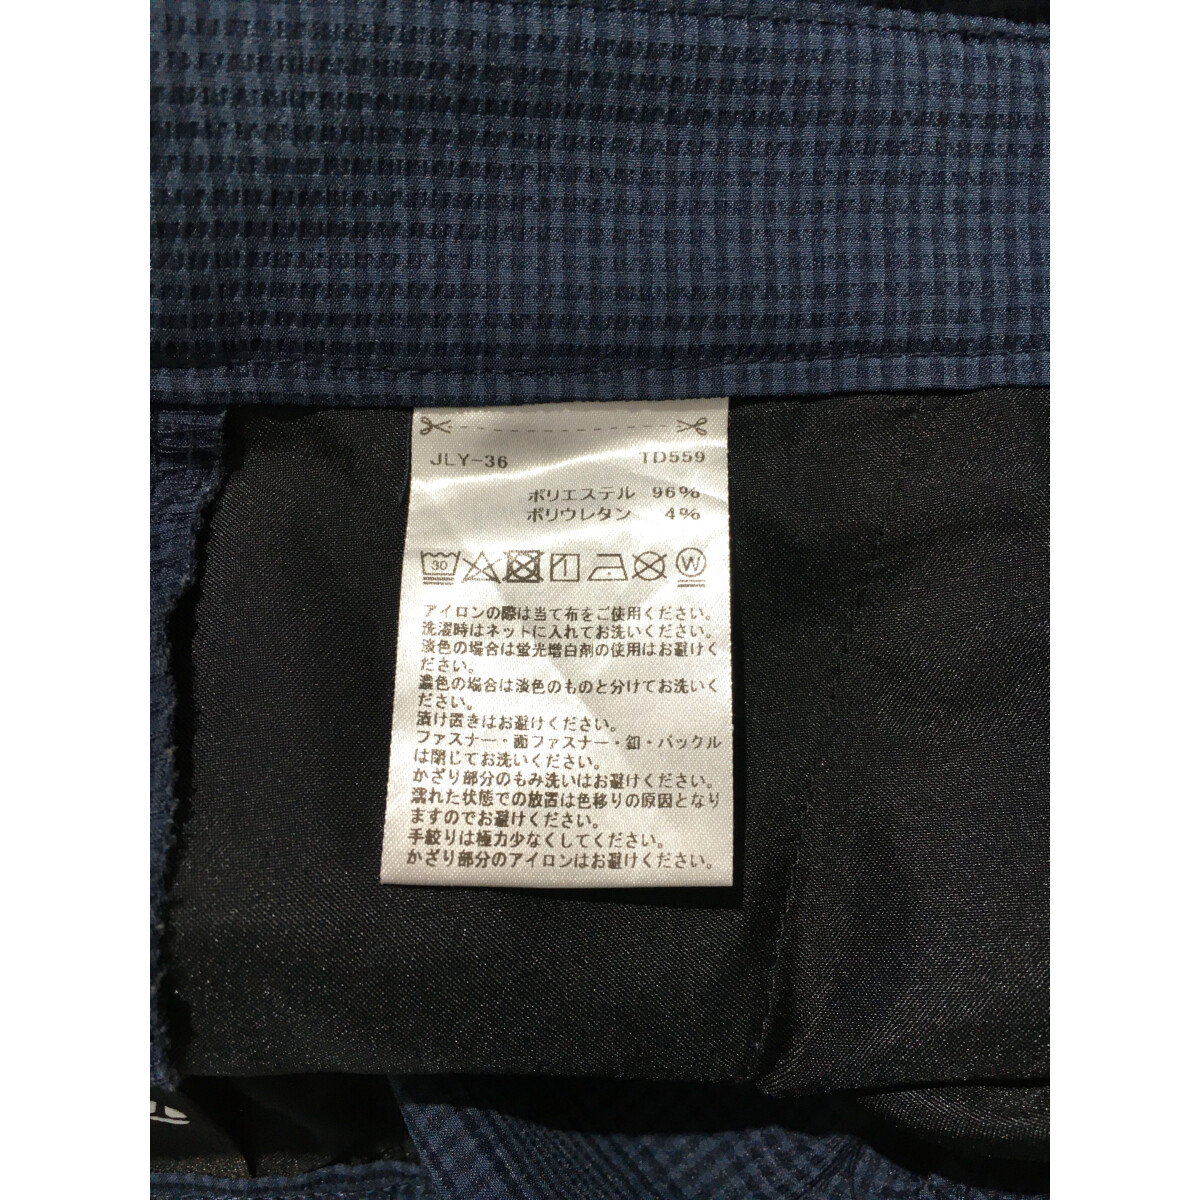 JLY-36 TD559
ポリエステル 96%
ポリウレタン 4%
30 W
アイロンの際は当て布をご使用ください。
洗濯時はネットに入れてお洗いください。
淡色の場合は蛍光増白剤の使用はお避けく
ださい。
濃色の場合は淡色のものと分けてお洗いく
ださい。
漬け置きはお避けください。
ファスナー・面ファスナー・釦・バックル
は閉じてお洗いください。
かざり部分のもみ洗いはお避けください。
濡れた状態での放置は色移りの原因となり
ますのでお避けください。
手絞りは極力少なくしてください。
かざり部分のアイロンはお避けください。